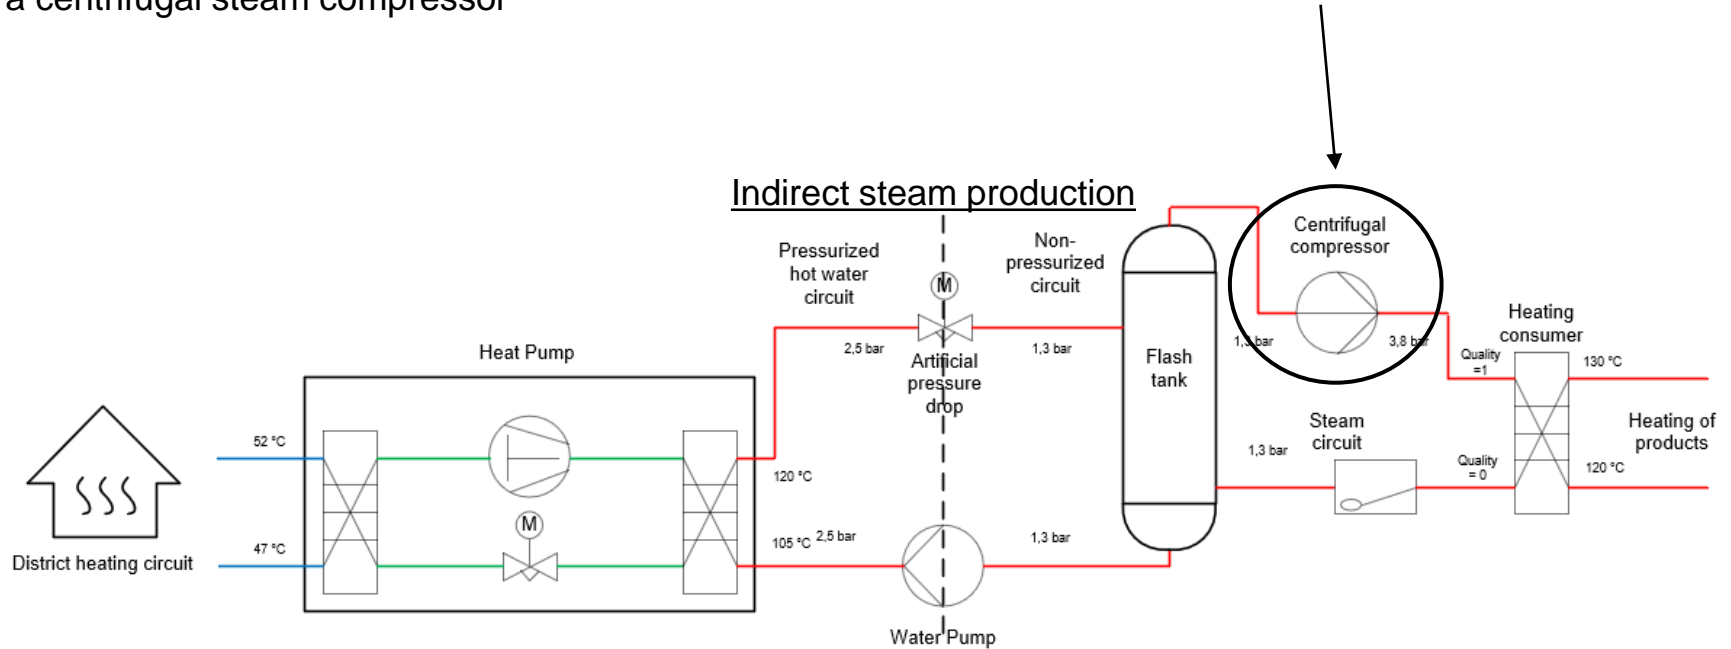 a centrifugal steam compressor
Indirect steam production
Centrifugal
compressor
Pressurized
hot water
circuit
Non-
pressurized
circuit
M
2,5 bar
1,3 bar
Artificial
pressure
drop
Flash
tank
1,3 bar
3,8 bar
Quality
=1
Heating
consumer
130 °C
Heat Pump
52 °C
120 °C
Steam
circuit
1,3 bar
Quality
= 0
Heating of
products
120 °C
M
47 °C
105 °C
2,5 bar
1,3 bar
District heating circuit
Water Pump